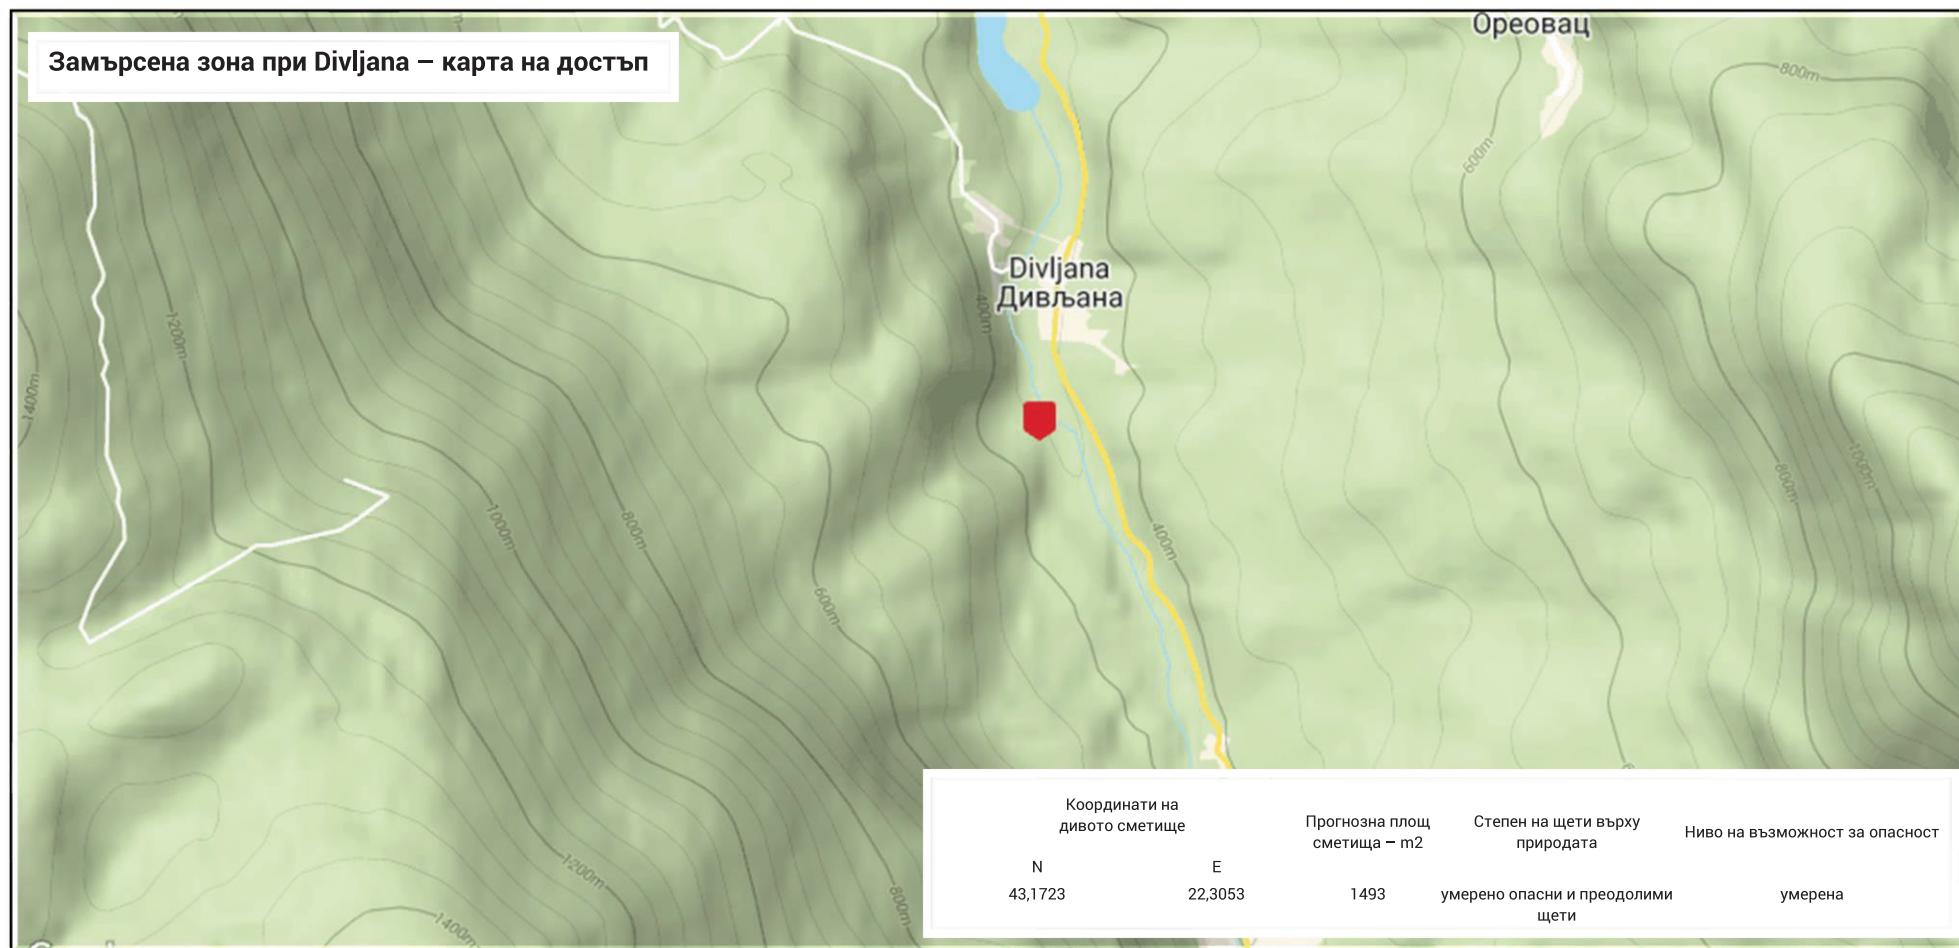 Замърсена зона при Divljana – карта на достъп
Ореовац
800m
600m
Divljana
Дивљана
400m
1200m
1400m
1000m
800m
800m
1000m
400m
600m
1200m
800m
1400m
Координати на
дивото сметище
Прогнозна площ
сметища – m2
Степен на щети върху
природата
Ниво на възможност за опасност
N
E
43,1723
22,3053
1493
умерено опасни и преодолими
щети
умерена